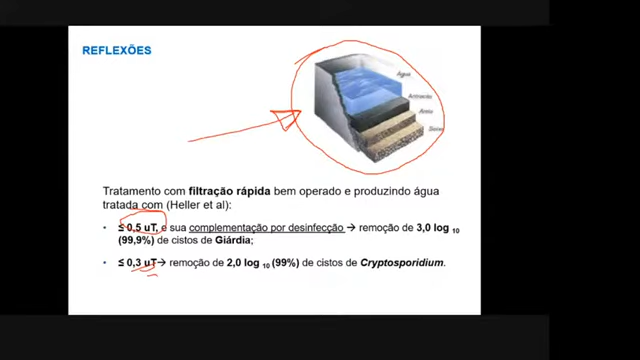 REFLEXÕES
Água
Antracito
Areia
Tratamento com filtração rápida bem operado e produzindo água
tratada com (Heller et al):
• ≤ 0,5 uT, e sua complementação por desinfecção → remoção de 3,0 log 10
(99,9%) de cistos de Giárdia;
• ≤ 0,3 uT→ remoção de 2,0 log 10 (99%) de cistos de Cryptosporidium.